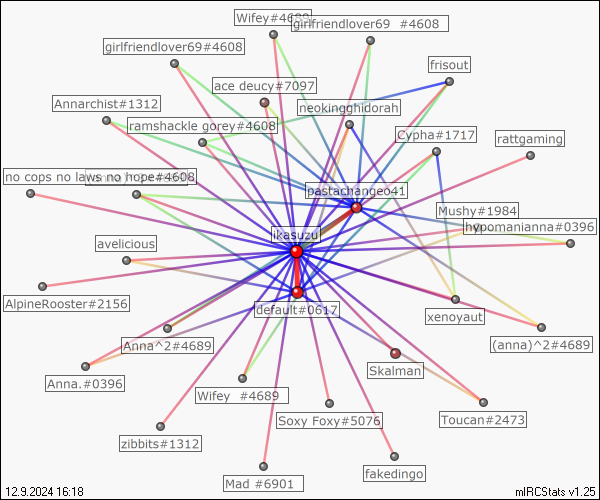 Wifey#4689
girlfriendlover69  #4608
girlfriendlover69#4608
frisout
ace deucy#7097
Annarchist#1312
neokingghidorah
ramshackle gorey#4608
Cypha#1717
rattgaming
no cops no laws no hope#4608
pastachangeo41
Mushy#1984
hypomanianna#0396
ikasuzu
avelicious
AlpineRooster#2156
default#0617
xenoyaut
Anna^2#4689
(anna)^2#4689
Skalman
Anna.#0396
Wifey  #4689
Soxy Foxy#5076
Toucan#2473
zibbits#1312
fakedingo
Mad #6901
12.9.2024 16:18
mIRCStats v1.25